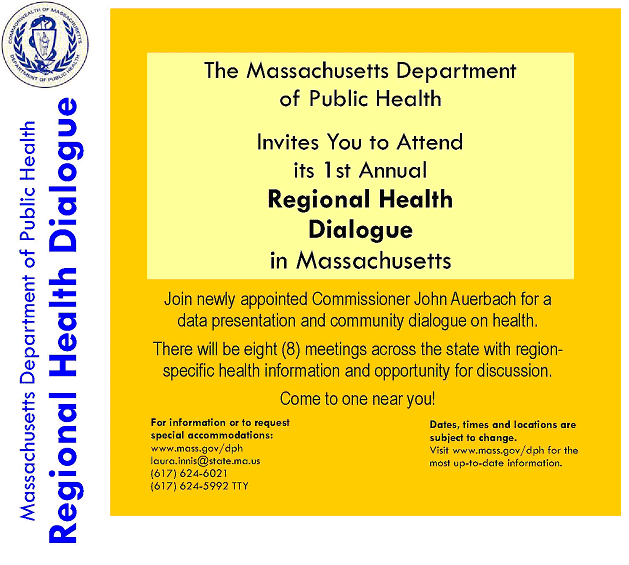 COMMONWEALTH OF MASSACHUSETTS
DEPARTMENT OF PUBLIC HEALTH
Massachusetts Department of Public Health
Regional Health Dialogue
The Massachusetts Department
of Public Health
Invites You to Attend
its 1st Annual
Regional Health
Dialogue
in Massachusetts
Join newly appointed Commissioner John Auerbach for a
data presentation and community dialogue on health.
There will be eight (8) meetings across the state with region-
specific health information and opportunity for discussion.
Come to one near you!
For information or to request
special accommodations:
www.mass.gov/dph
laura.innis@state.ma.us
(617) 624-6021
(617) 624-5992 TTY
Dates, times and locations are
subject to change.
Visit www.mass.gov/dph for the
most up-to-date information.